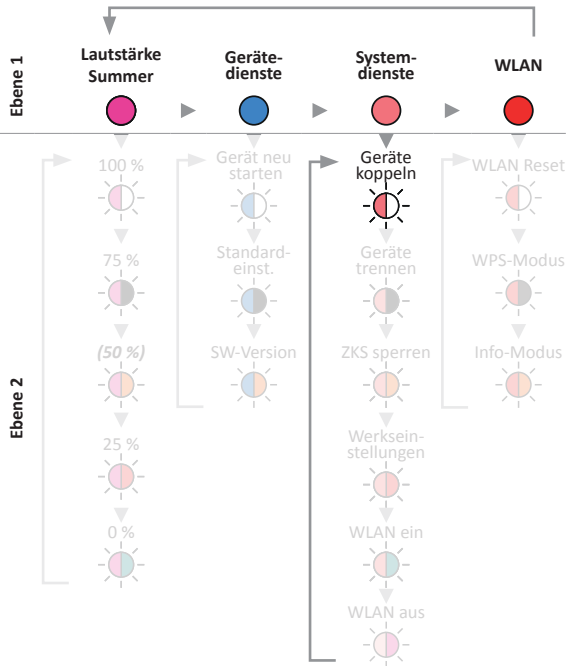 Ebene 1
Lautstärke
Summer
Geräte-
dienste
System-
dienste
WLAN
Ebene 2
100 %
75 %
(50 %)
25 %
0 %
Gerät neu
starten
Standard-
einst.
SW-Version
Geräte
koppeln
Geräte
trennen
ZKS sperren
Werksein-
stellungen
WLAN ein
WLAN aus
WLAN Reset
WPS-Modus
Info-Modus